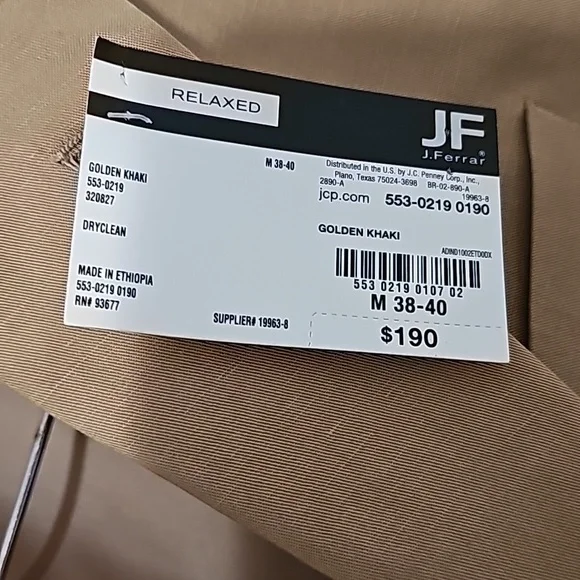 RELAXED
JF
J.Ferrar®
GOLDEN KHAKI
553-0219
320827
M 38-40
DRYCLEAN
MADE IN ETHIOPIA
553-0219 0190
RN# 93677
SUPPLIER# 19963-8
Distributed in the U.S. by J.C. Penney Corp., Inc.,
Plano, Texas 75024-3698 BR-02-890-A
2890-A 19963-8
jcp.com 553-0219 0190
GOLDEN KHAKI
ADIND1002ETD0DX
553 0219 0107 02
M 38-40
$190